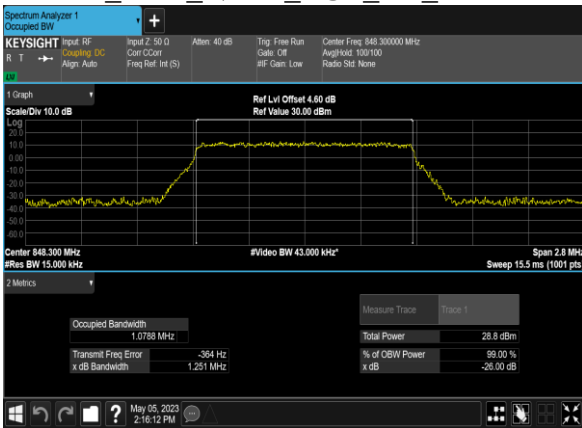 Spectrum Analyzer 1
Occupied BW
KEYSIGHT
R T
LW
Input: RF
Coupling: DC
Align: Auto
Input Z: 50 Ω
Corr CCorr
Freq Ref: Int (S)
Atten: 40 dB
Trig: Free Run
Gate: Off
#IF Gain: Low
Center Freq: 848.300000 MHz
Avg|Hold: 100/100
Radio Std: None
1 Graph
Scale/Div 10.0 dB
Ref Lvl Offset 4.60 dB
Ref Value 30.00 dBm
Log
20.0
10.0
0.00
-10.0
-20.0
-30.0
-40.0
-50.0
-60.0
Center 848.300 MHz
#Video BW 43.000 kHz*
Span 2.8 MHz
#Res BW 15.000 kHz
Sweep 15.5 ms (1001 pts
2 Metrics
Measure Trace
Trace 1
Occupied Bandwidth
1.0788 MHz
Total Power
28.8 dBm
Transmit Freq Error
-364 Hz
% of OBW Power
99.00 %
x dB Bandwidth
1.251 MHz
x dB
-26.00 dB
?
May 05, 2023
2:16:12 PM